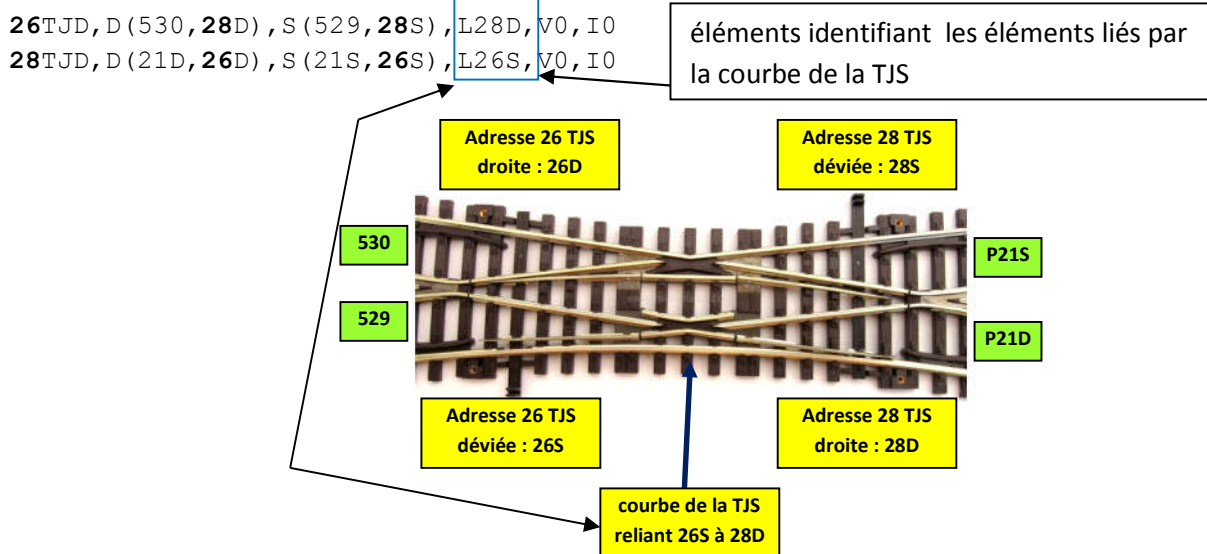 26TJD,D(530,28D),S(529,28S),L28D,V0,I0
28TJD,D(21D,26D),S(21S,26S),L26S,V0,I0
éléments identifiant les éléments liés par
la courbe de la TJS
Adresse 26 TJS
droite : 26D
Adresse 28 TJS
déviée : 28S
530
P21S
529
P21D
Adresse 26 TJS
déviée : 26S
Adresse 28 TJS
droite : 28D
courbe de la TJS
reliant 26S à 28D